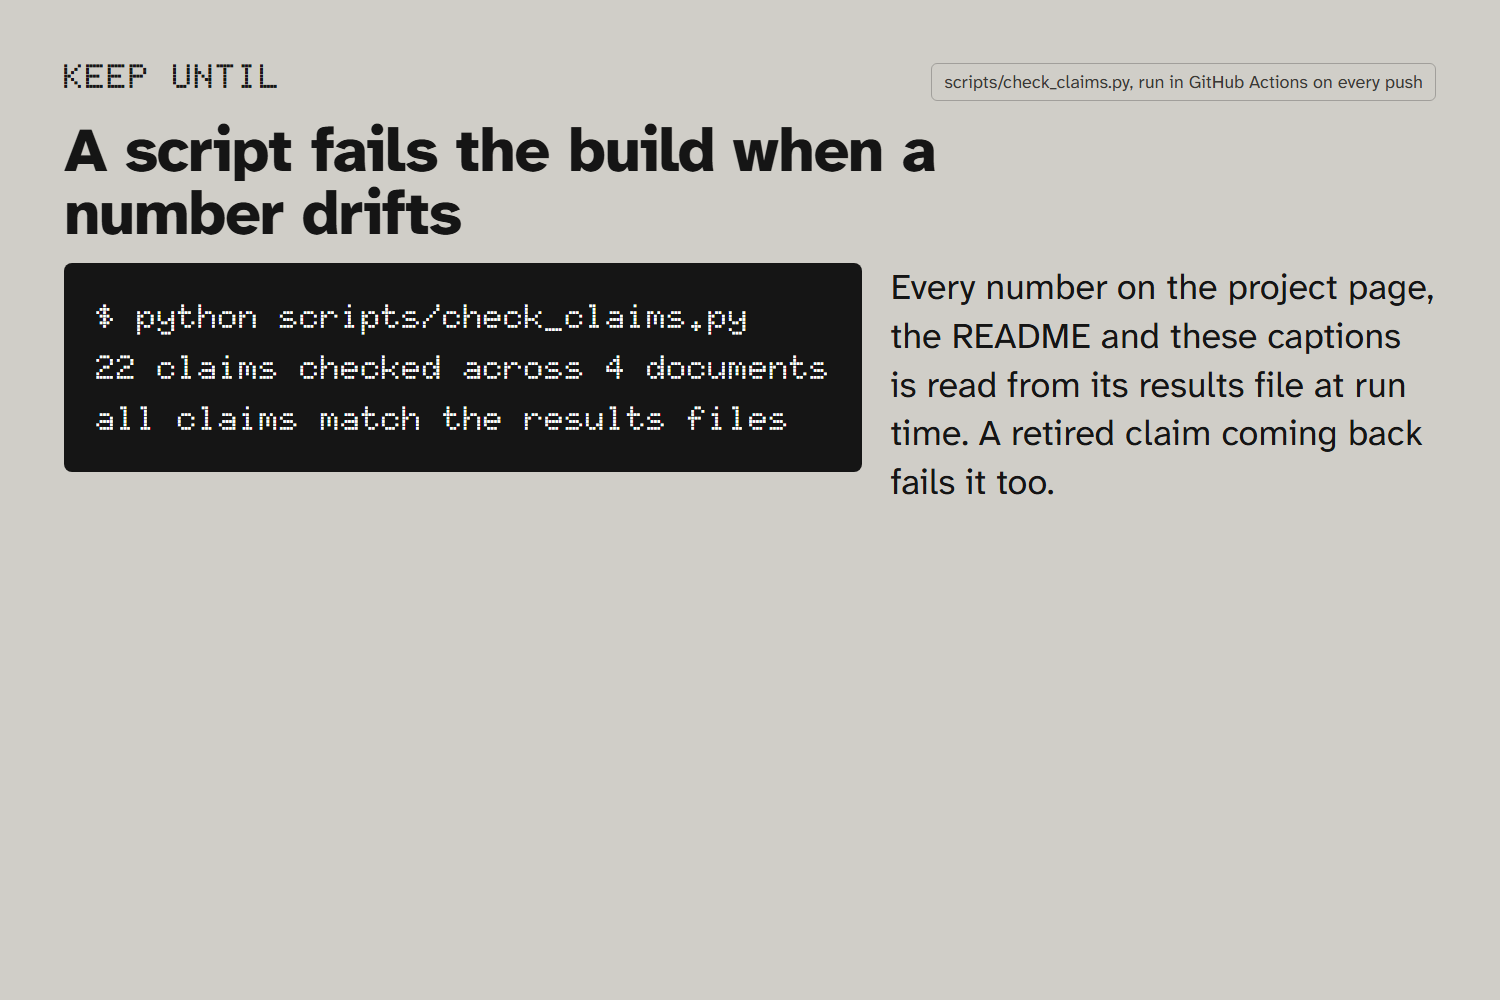 KEEP UNTIL
scripts/check_claims.py, run in GitHub Actions on every push
A script fails the build when a
number drifts
$ python scripts/check_claims.py
22 claims checked across 4 documents
all claims match the results files
Every number on the project page,
the README and these captions
is read from its results file at run
time. A retired claim coming back
fails it too.